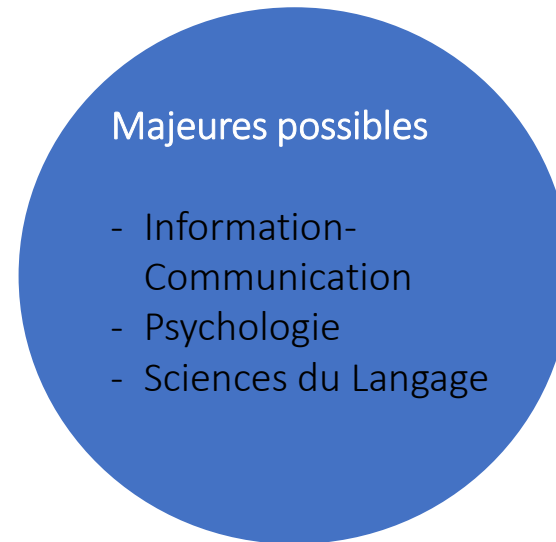 Majeures possibles
- Information-
Communication
- Psychologie
- Sciences du Langage